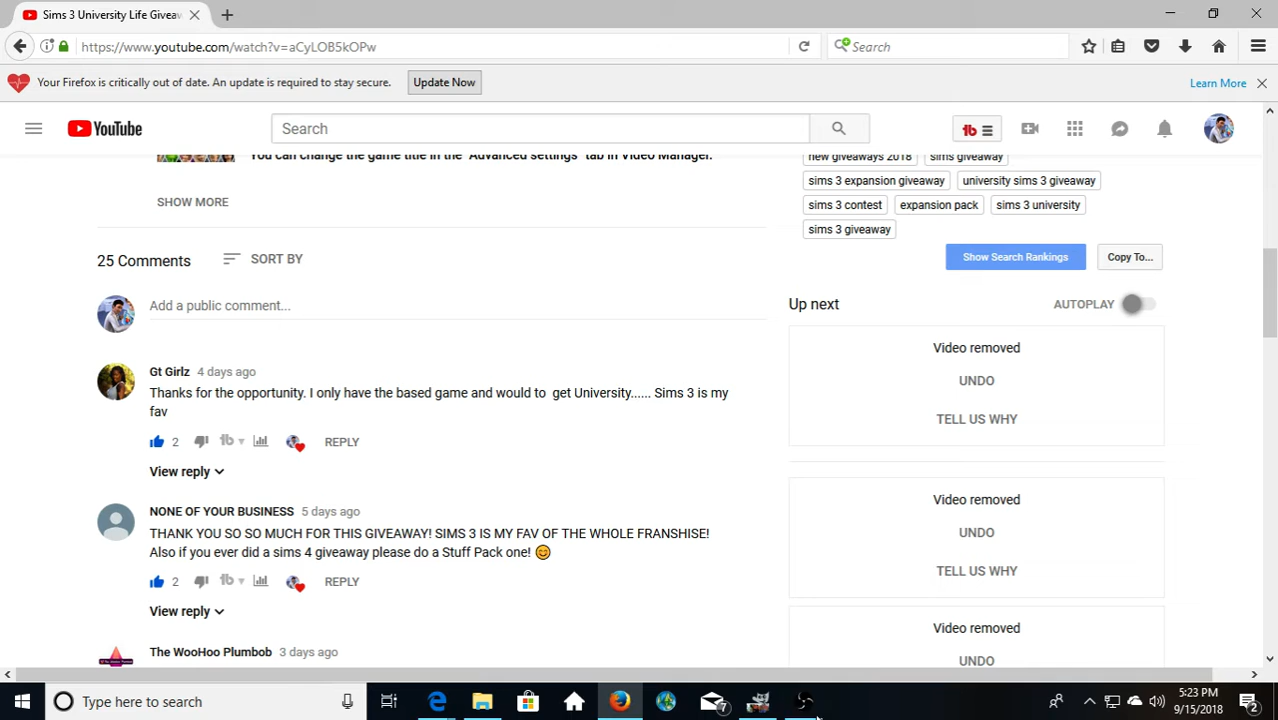 Sims 3 University Life Giveaw
https://www.youtube.com/watch?v=aCyLOB5kOPw
Search
Your Firefox is critically out of date. An update is required to stay secure.
Update Now
Learn More
YouTube
Search
tb
You can change the game title in the "Advanced settings" tab in Video Manager.
SHOW MORE
new giveaways 2018
sims giveaway
sims 3 expansion giveaway
university sims 3 giveaway
sims 3 contest
expansion pack
sims 3 university
sims 3 giveaway
Show Search Rankings
Copy To...
25 Comments
SORT BY
Add a public comment...
Gt Girlz 4 days ago
Thanks for the opportunity. I only have the based game and would to get University...... Sims 3 is my
fav
2
tb
REPLY
View reply
NONE OF YOUR BUSINESS 5 days ago
THANK YOU SO SO MUCH FOR THIS GIVEAWAY! SIMS 3 IS MY FAV OF THE WHOLE FRANSHISE!
Also if you ever did a sims 4 giveaway please do a Stuff Pack one! 😊
2
tb
REPLY
View reply
The WooHoo Plumbob 3 days ago
Up next
AUTOPLAY
Video removed
UNDO
TELL US WHY
Video removed
UNDO
TELL US WHY
Video removed
UNDO
Type here to search
7
5:23 PM
9/15/2018
2